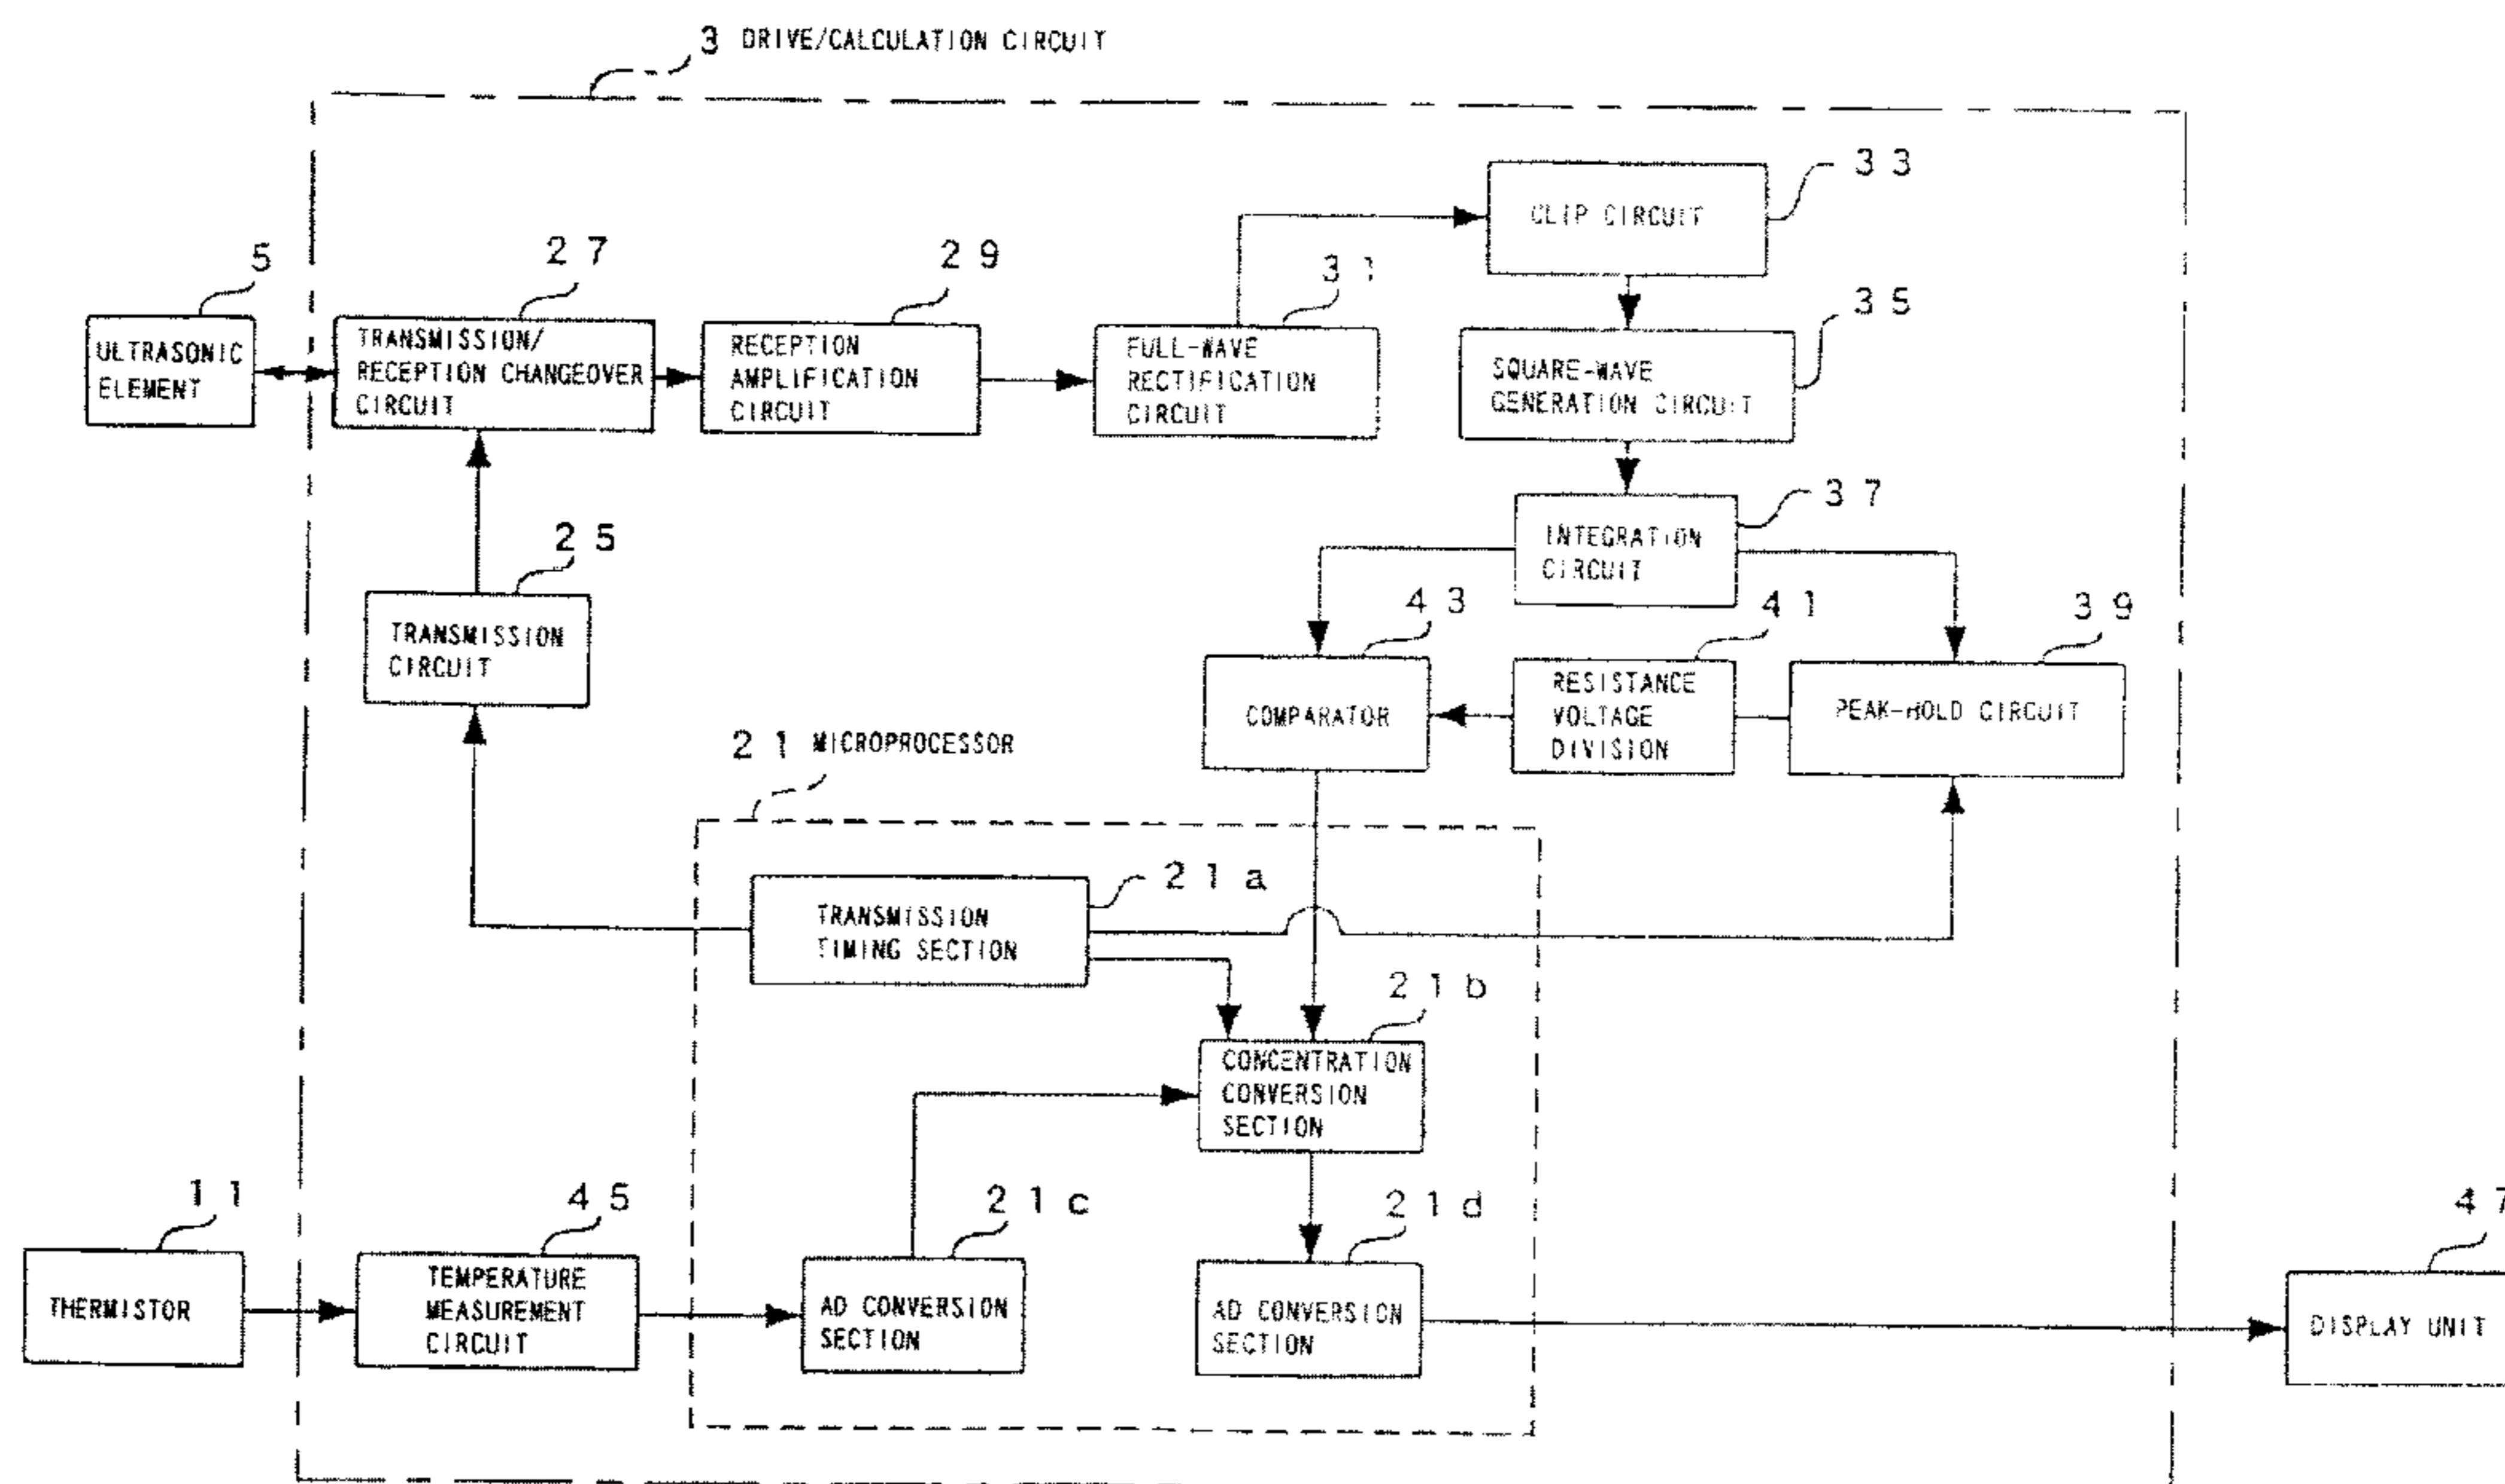 3 DRIVE/CALCULATION CIRCUIT
33
CLIP CIRCUIT
5
27
29
31
35
ULTRASONIC
ELEMENT
TRANSMISSION/
RECEPTION CHANGEOVER
CIRCUIT
RECEPTION
AMPLIFICATION
CIRCUIT
FULL-WAVE
RECTIFICATION
CIRCUIT
SQUARE-WAVE
GENERATION CIRCUIT
37
INTEGRATION
CIRCUIT
25
TRANSMISSION
CIRCUIT
43
41
39
COMPARATOR
RESISTANCE
VOLTAGE
DIVISION
PEAK-HOLD CIRCUIT
21 MICROPROCESSOR
21a
TRANSMISSION
TIMING SECTION
21b
CONCENTRATION
CONVERSION
SECTION
11
45
21c
21d
47
THERMISTOR
TEMPERATURE
MEASUREMENT
CIRCUIT
AD CONVERSION
SECTION
AD CONVERSION
SECTION
DISPLAY UNIT